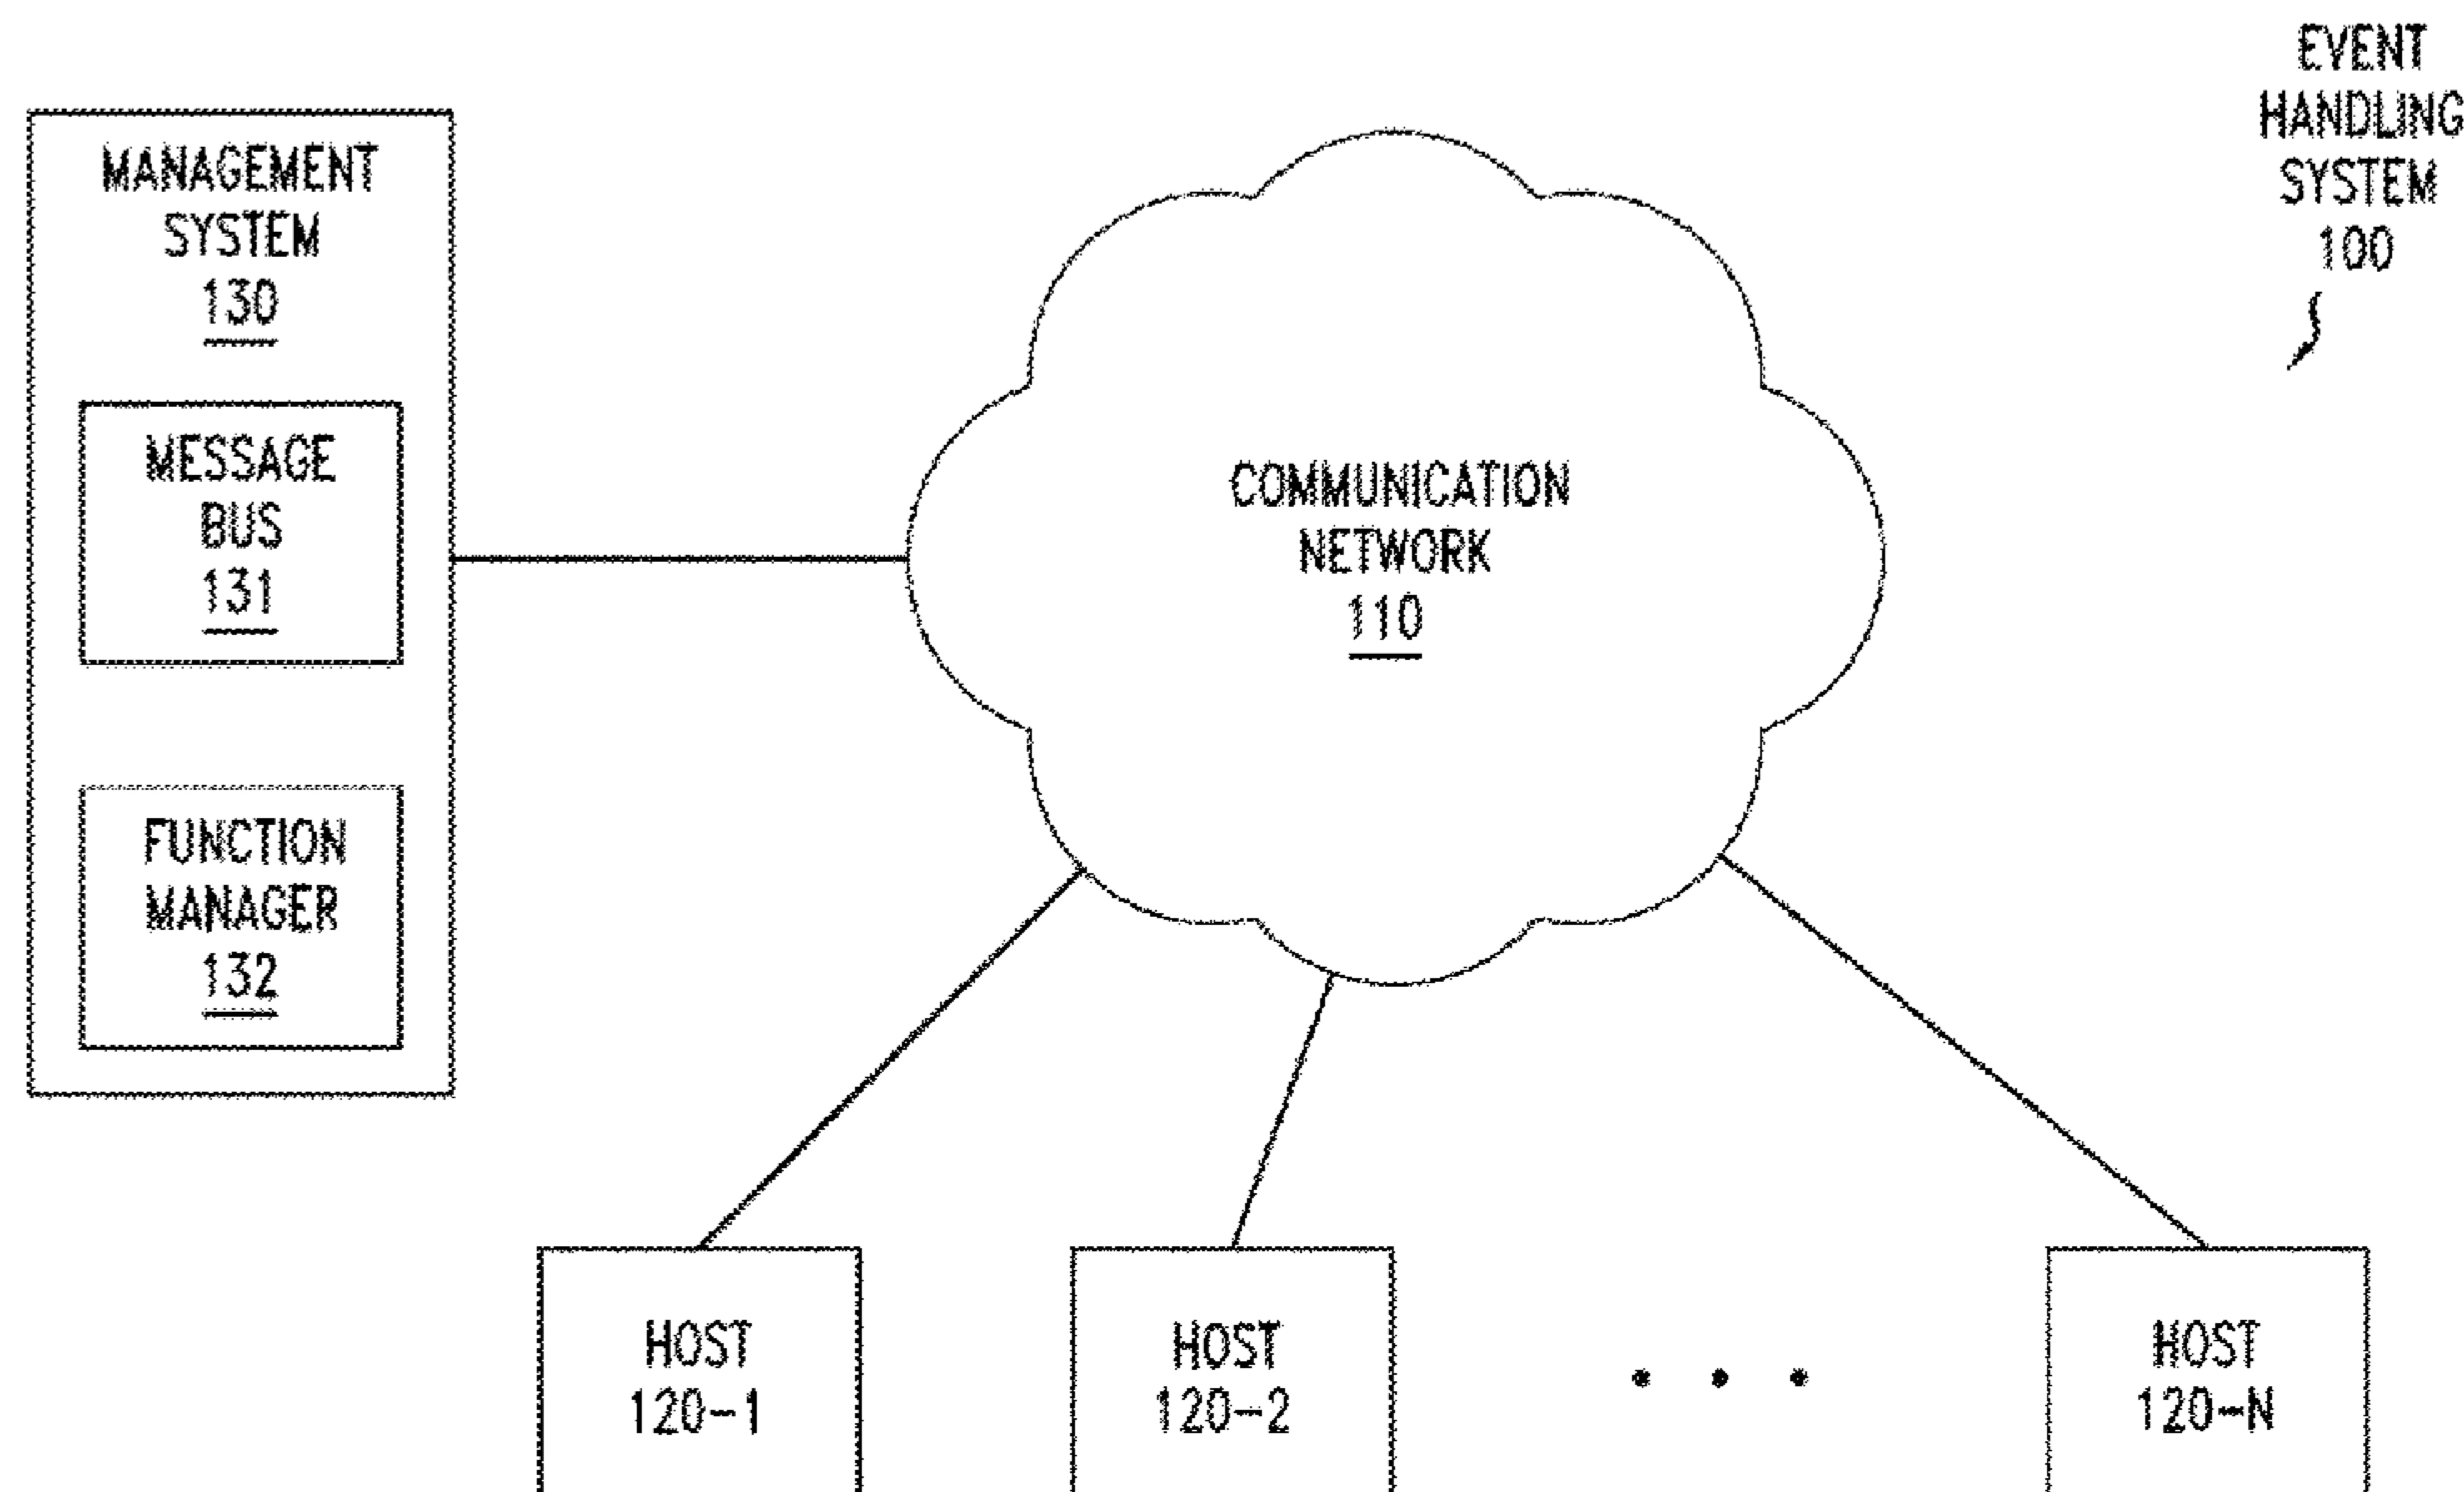 EVENT
HANDLING
SYSTEM
100
MANAGEMENT
SYSTEM
130
MESSAGE
BUS
131
FUNCTION
MANAGER
132
COMMUNICATION
NETWORK
110
HOST
120-1
HOST
120-2
• • •
HOST
120-N